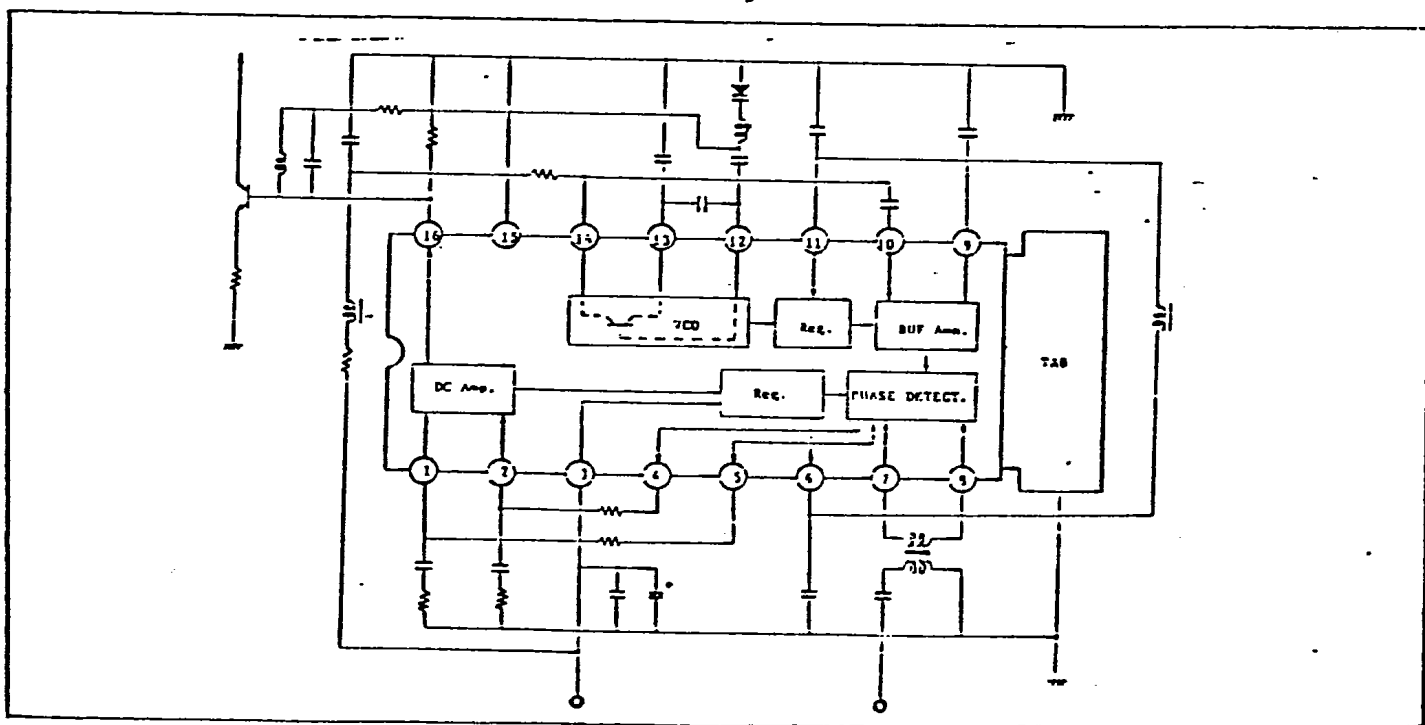 16 15 14 13 12 11 10 9
VCO Reg. BUF Amp.
TAB
DC Amp. Reg. PHASE DETECT.
1 2 3 4 5 6 7 8